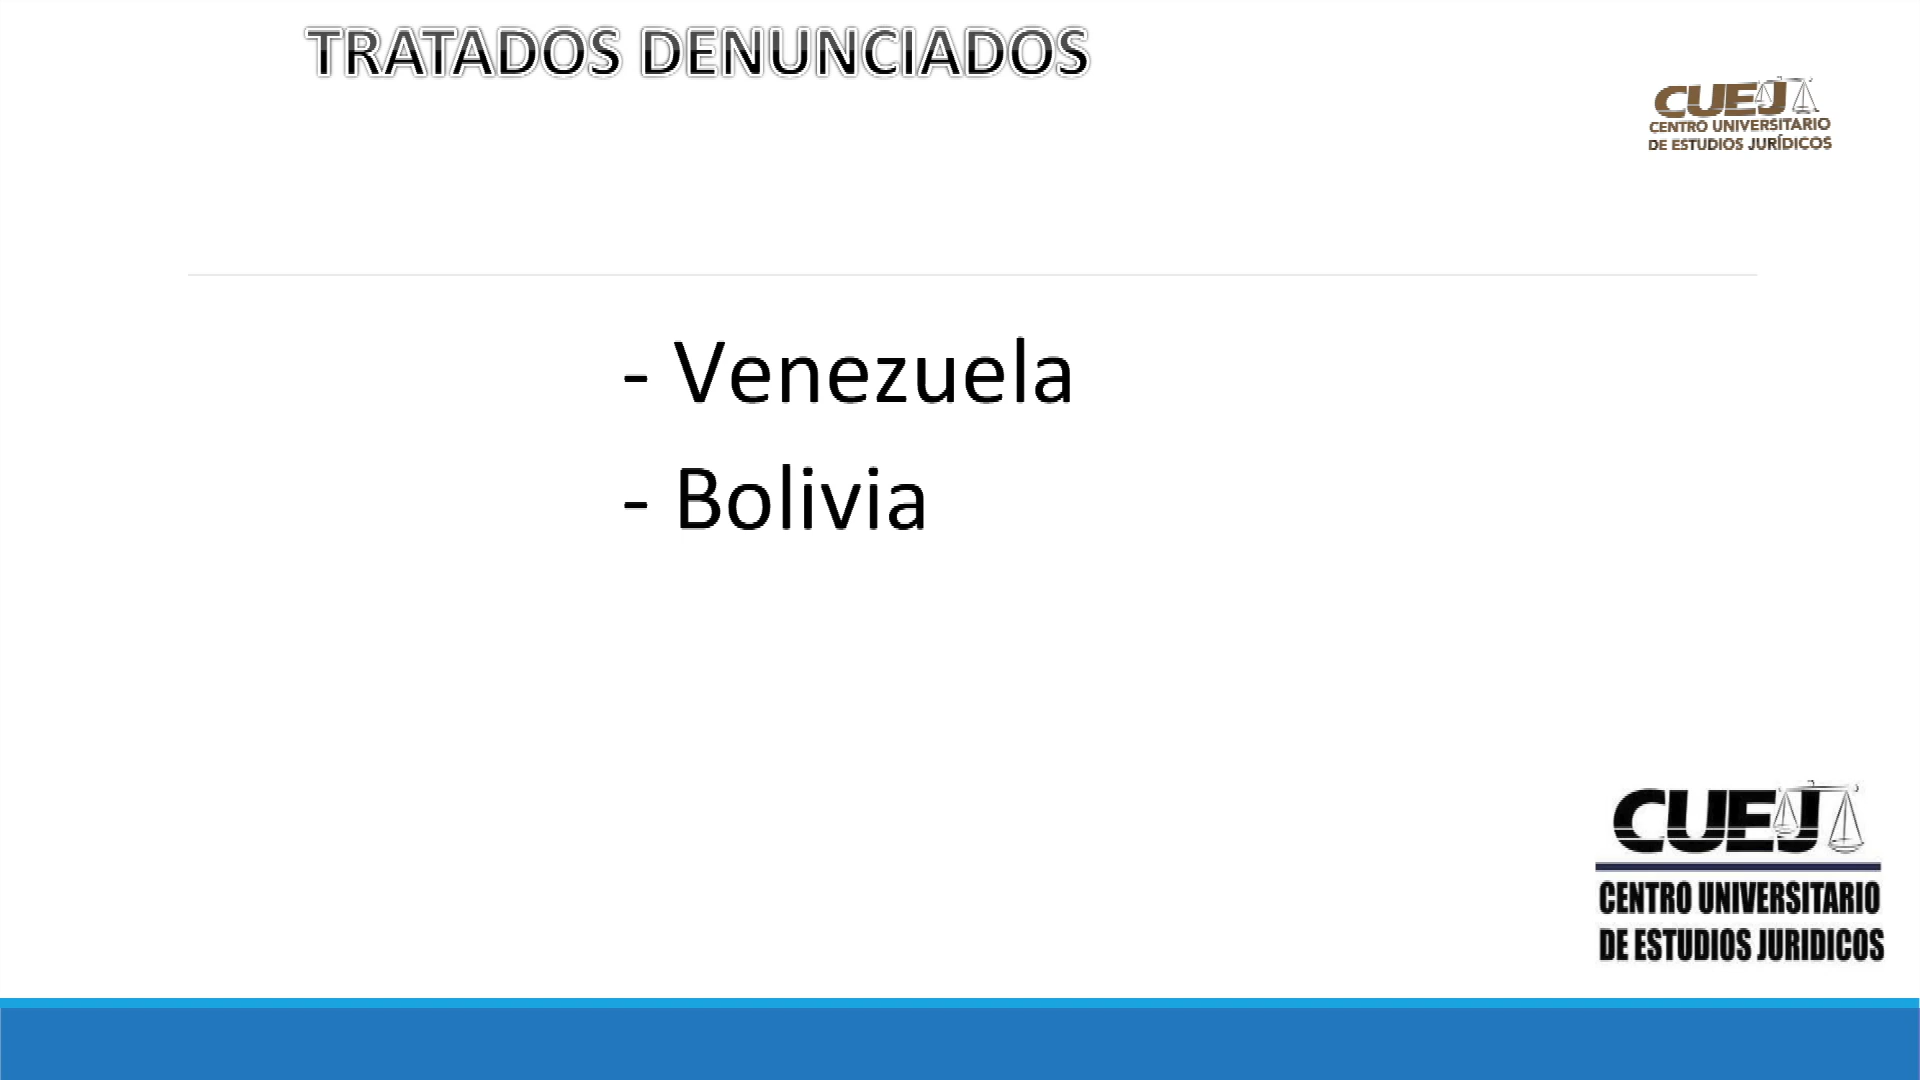 TRATADOS DENUNCIADOS
CUEJ
CENTRO UNIVERSITARIO
DE ESTUDIOS JURÍDICOS
- Venezuela
- Bolivia
CUEJ
CENTRO UNIVERSITARIO
DE ESTUDIOS JURIDICOS